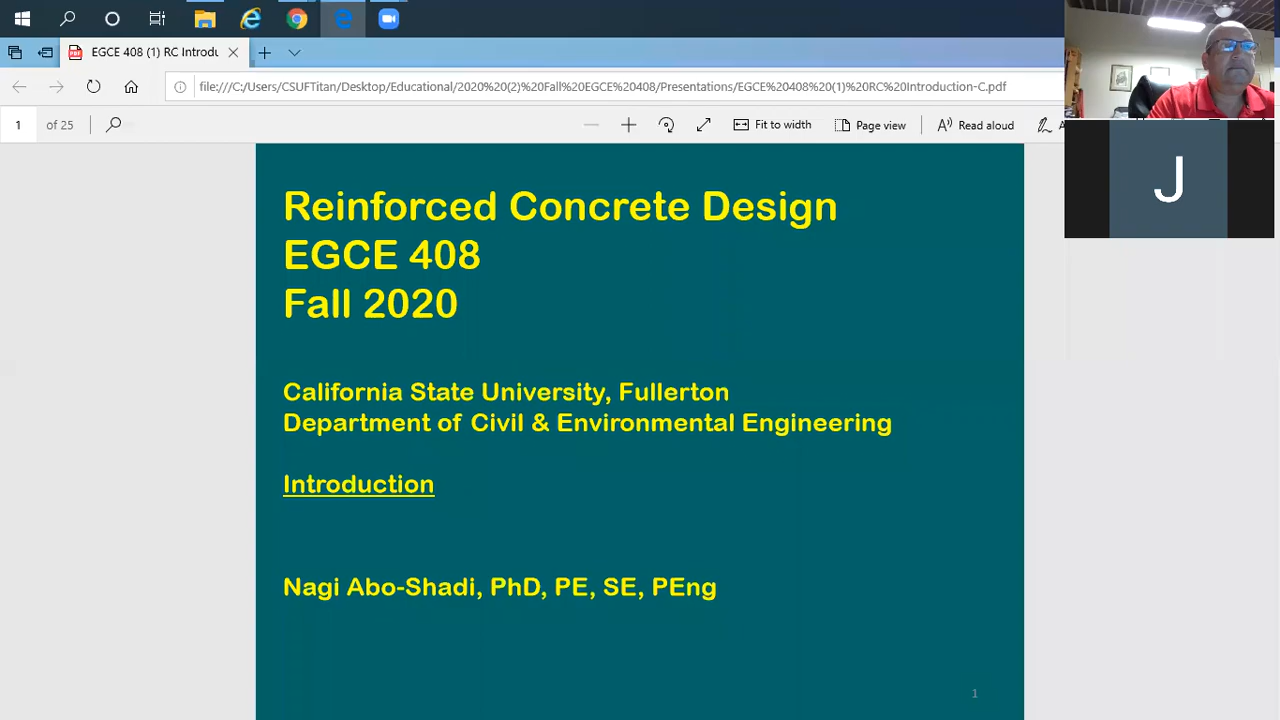 EGCE 408 (1) RC Introdu
file:///C:/Users/CSUFTitan/Desktop/Educational/2020%20(2)%20Fall%20EGCE%20408/Presentations/EGCE%20408%20(1)%20RC%20Introduction-C.pdf
1 of 25 Fit to width Page view Read aloud
J
Reinforced Concrete Design
EGCE 408
Fall 2020
California State University, Fullerton
Department of Civil & Environmental Engineering
Introduction
Nagi Abo-Shadi, PhD, PE, SE, PEng
1